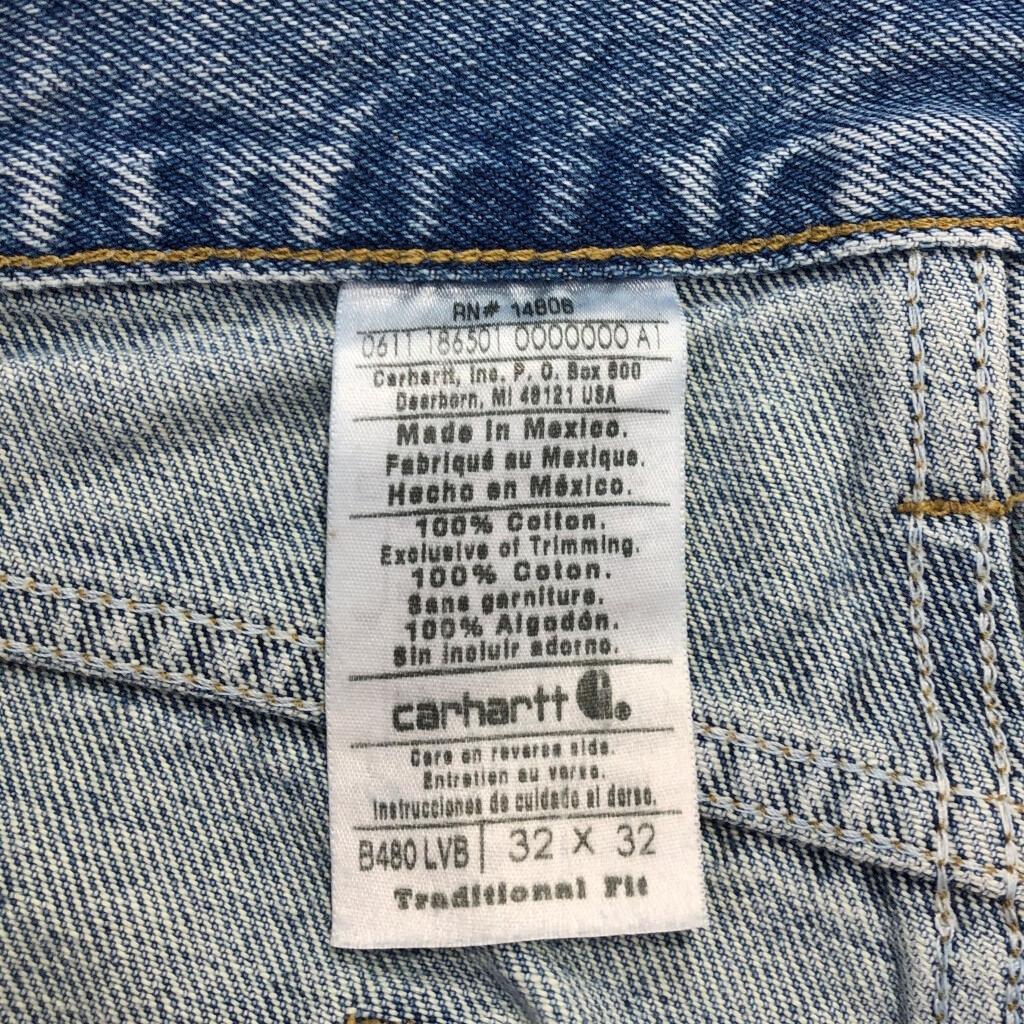 RN# 14806
0611 186501 0000000 A1
Carhartt, Inc. P. O. Box 600
Dearborn, MI 48121 USA
Made in Mexico.
Fabriqué au Mexique.
Hecho en México.
100% Cotton.
Exclusive of Trimming.
100% Coton.
Sans garniture.
100% Algodón.
Sin incluir adorno.
carhartt
Care on reverse side.
Entretien au verso.
Instrucciones de cuidado al dorso.
B480 LVB 32 X 32
Traditional Fit